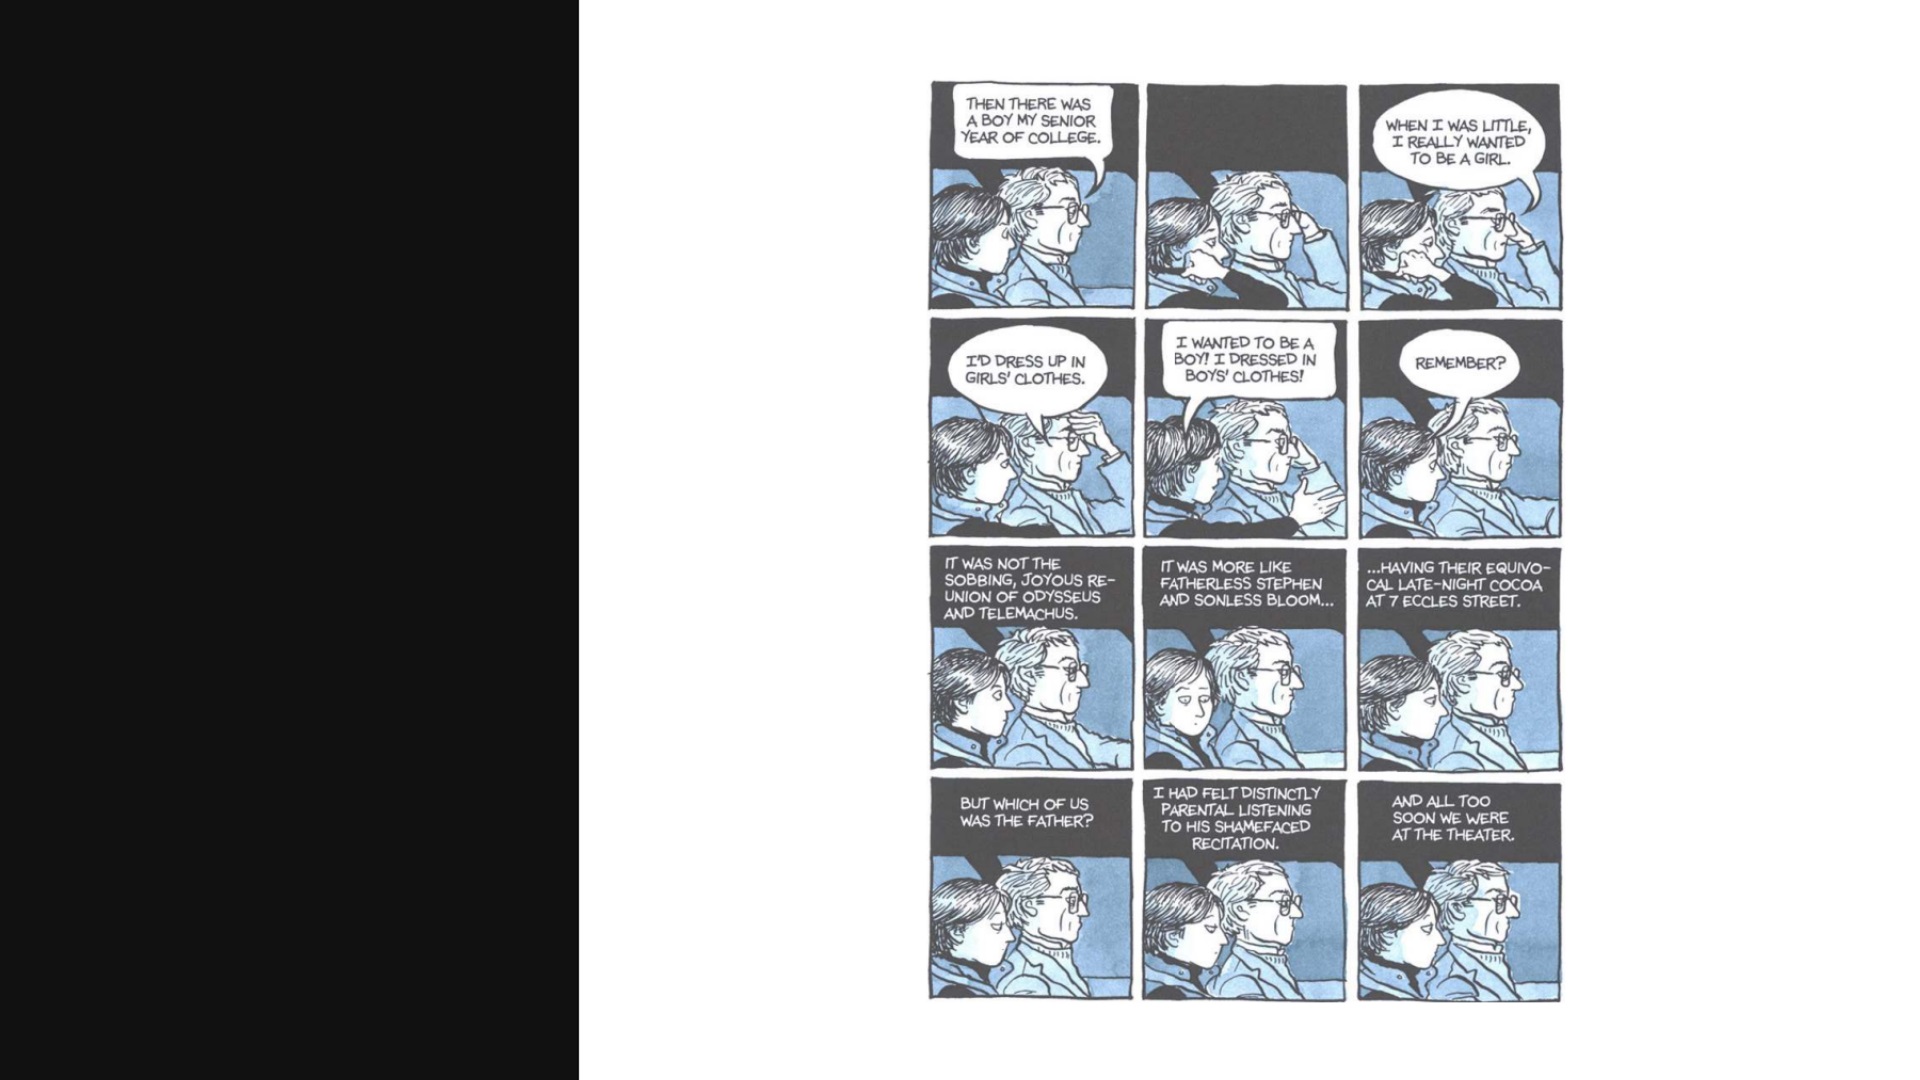 THEN THERE WAS
A BOY MY SENIOR
YEAR OF COLLEGE.
WHEN I WAS LITTLE,
I REALLY WANTED
TO BE A GIRL.
I'D DRESS UP IN
GIRLS' CLOTHES.
I WANTED TO BE A
BOY! I DRESSED IN
BOYS' CLOTHES!
REMEMBER?
IT WAS NOT THE
SOBBING, JOYOUS RE-
UNION OF ODYSSEUS
AND TELEMACHUS.
IT WAS MORE LIKE
FATHERLESS STEPHEN
AND SONLESS BLOOM...
...HAVING THEIR EQUIVO-
CAL LATE-NIGHT COCOA
AT 7 ECCLES STREET.
BUT WHICH OF US
WAS THE FATHER?
I HAD FELT DISTINCTLY
PARENTAL LISTENING
TO HIS SHAMEFACED
RECITATION.
AND ALL TOO
SOON WE WERE
AT THE THEATER.